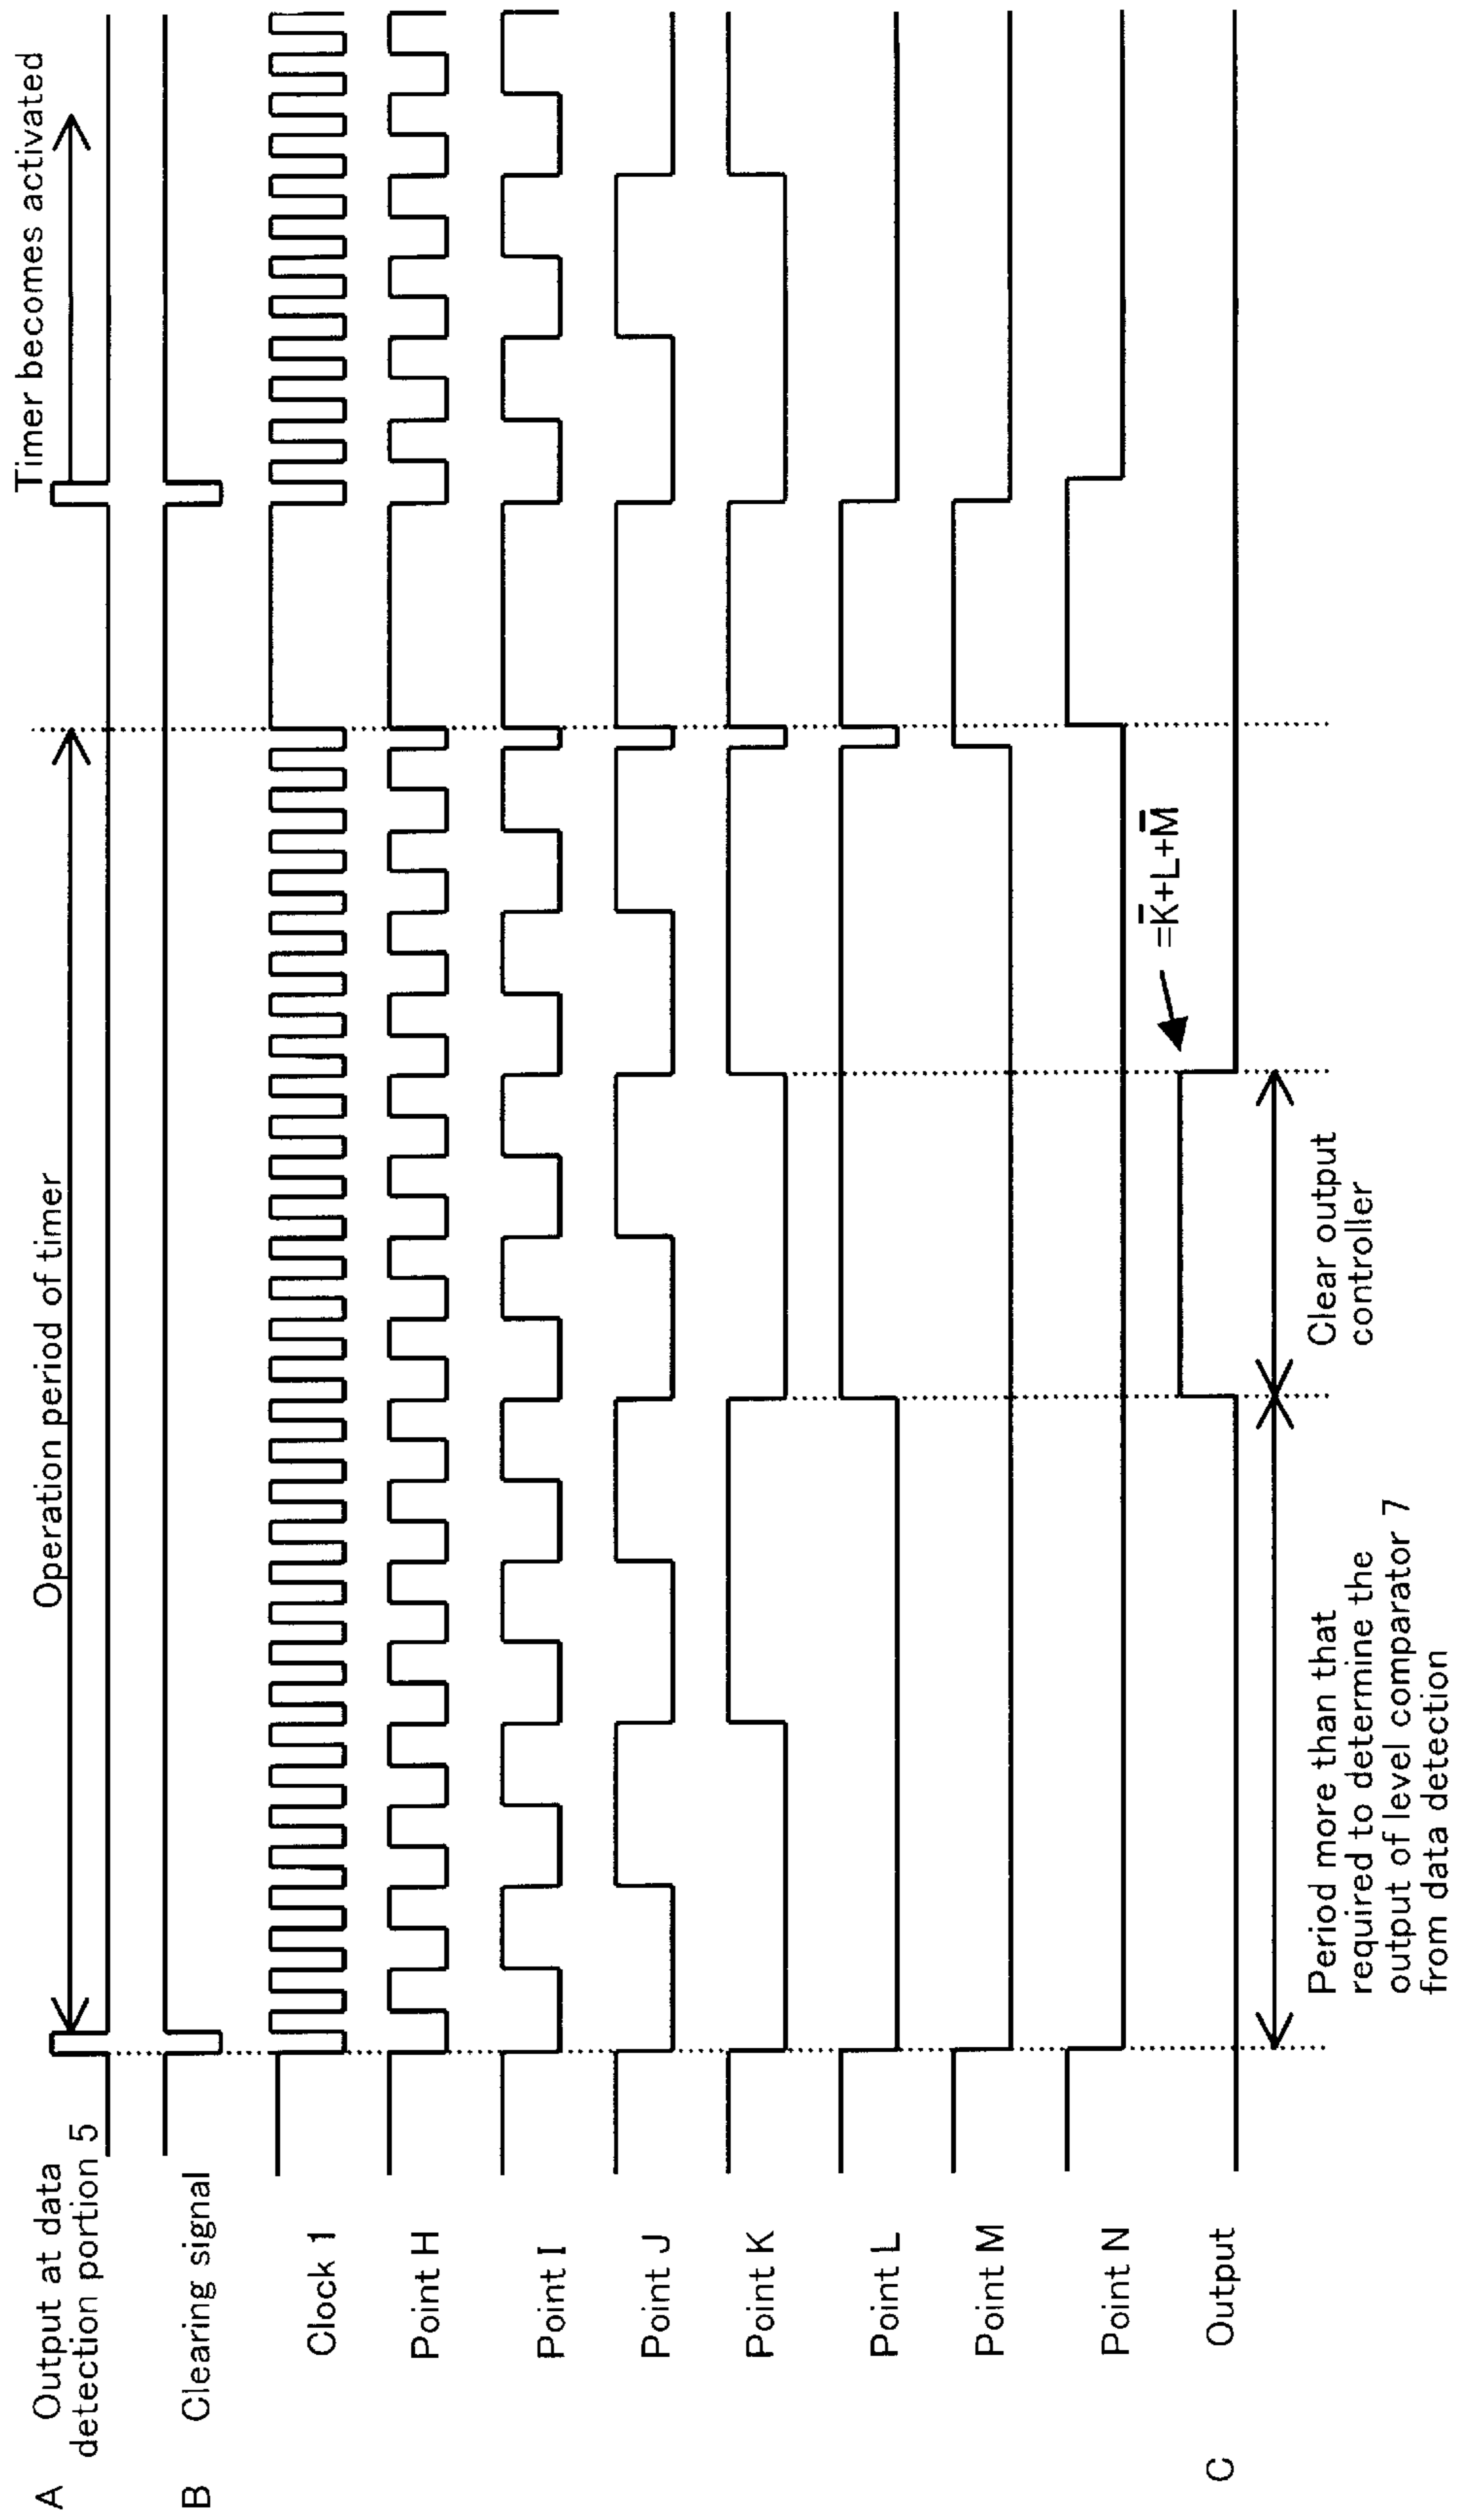 Operation period of timer
Timer becomes activated
A Output at data
detection portion 5
B Clearing signal
Clock 1
Point H
Point I
Point J
Point K
Point L
Point M
Point N
=K̅+L+M̅
C Output
Period more than that
required to determine the
output of level comparator 7
from data detection
Clear output
controller